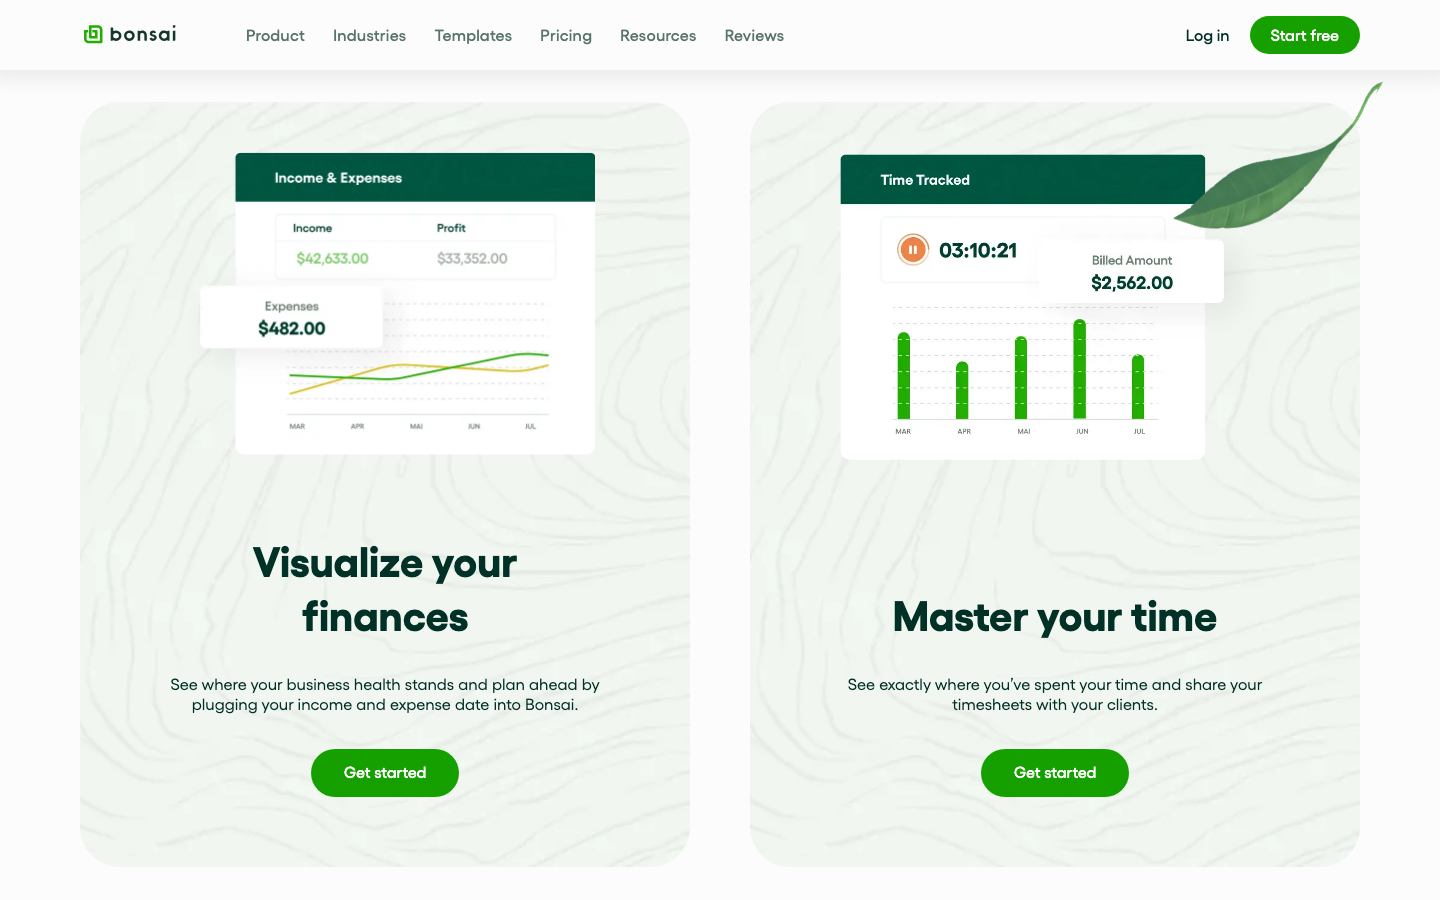 bonsai
Product Industries Templates Pricing Resources Reviews
Log in
Start free
Income & Expenses
Income Profit
$42,633.00 $33,352.00
Expenses
$482.00
MAR APR MAI JUN JUL
Visualize your
finances
See where your business health stands and plan ahead by
plugging your income and expense date into Bonsai.
Get started
Time Tracked
03:10:21
Billed Amount
$2,562.00
MAR APR MAI JUN JUL
Master your time
See exactly where you’ve spent your time and share your
timesheets with your clients.
Get started